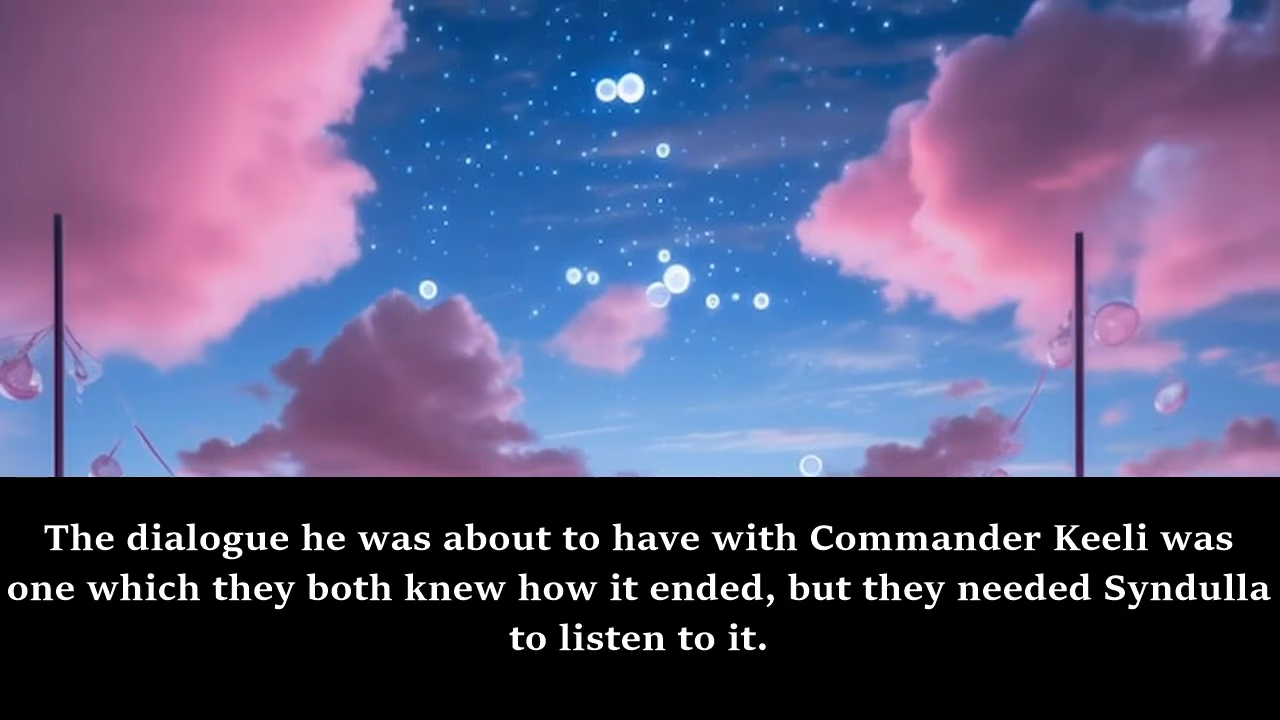 The dialogue he was about to have with Commander Keeli was
one which they both knew how it ended, but they needed Syndulla
to listen to it.